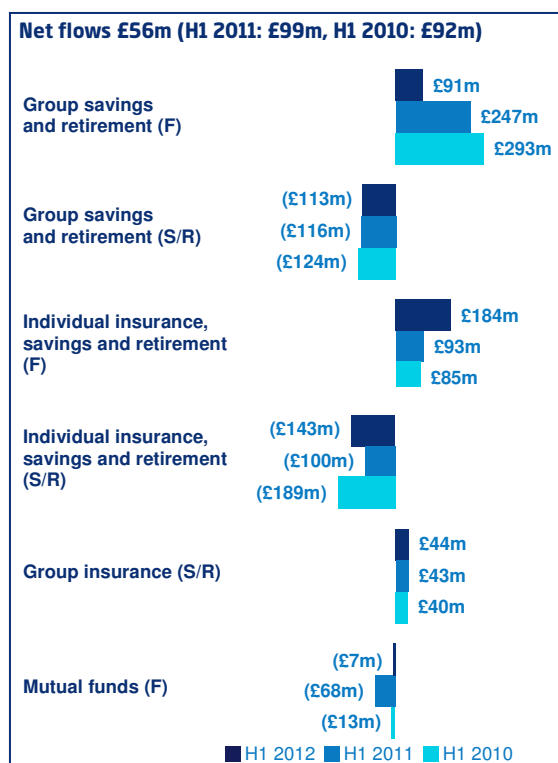 Net flows £56m (H1 2011: £99m, H1 2010: £92m)
Group savings
and retirement (F)
£91m
£247m
£293m
Group savings
and retirement (S/R)
(£113m)
(£116m)
(£124m)
Individual insurance,
savings and retirement
(F)
£184m
£93m
£85m
Individual insurance,
savings and retirement
(S/R)
(£143m)
(£100m)
(£189m)
Group insurance (S/R)
£44m
£43m
£40m
Mutual funds (F)
(£7m)
(£68m)
(£13m)
H1 2012 H1 2011 H1 2010